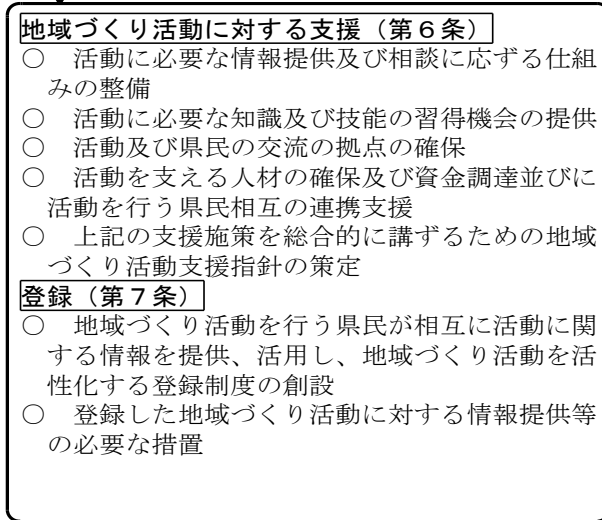 地域づくり活動に対する支援(第6条)
○　活動に必要な情報提供及び相談に応ずる仕組
みの整備
○　活動に必要な知識及び技能の習得機会の提供
○　活動及び県民の交流の拠点の確保
○　活動を支える人材の確保及び資金調達並びに
活動を行う県民相互の連携支援
○　上記の支援施策を総合的に講ずるための地域
づくり活動支援指針の策定
登録(第7条)
○　地域づくり活動を行う県民が相互に活動に関
する情報を提供、活用し、地域づくり活動を活
性化する登録制度の創設
○　登録した地域づくり活動に対する情報提供等
の必要な措置